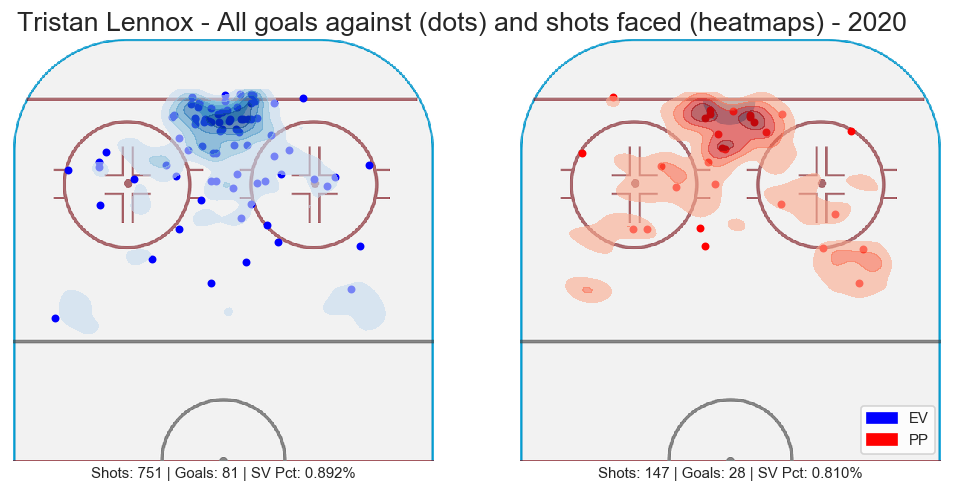 Tristan Lennox - All goals against (dots) and shots faced (heatmaps) - 2020
EV
PP
Shots: 751 | Goals: 81 | SV Pct: 0.892%
Shots: 147 | Goals: 28 | SV Pct: 0.810%